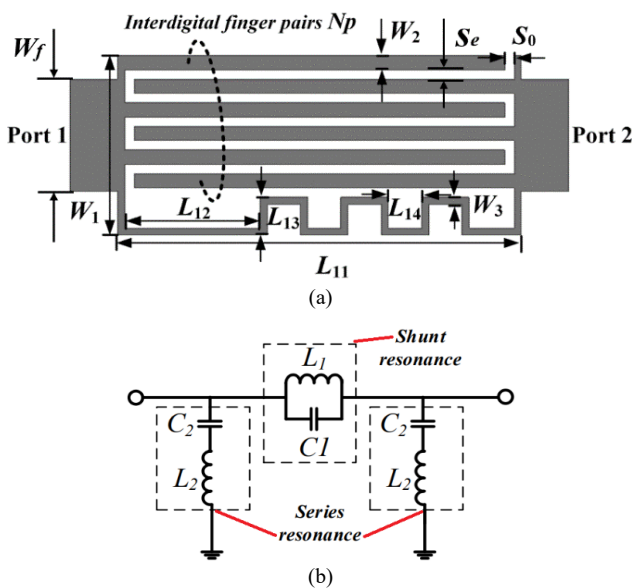 Interdigital finger pairs Np
W2
Se
S0
Wf
Port 1
Port 2
W1
L12
L13
L14
W3
L11
(a)
Shunt
resonance
L1
C1
C2
C2
L2
L2
Series
resonance
(b)